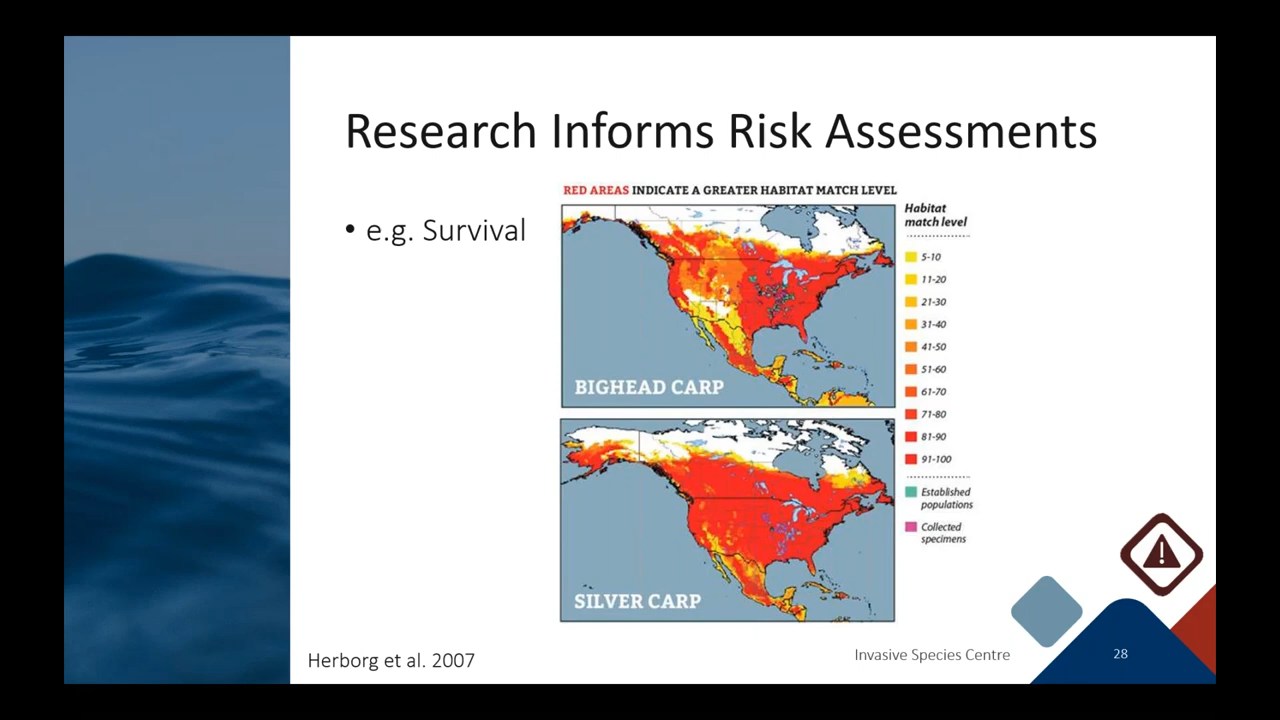 Research Informs Risk Assessments
• e.g. Survival
RED AREAS INDICATE A GREATER HABITAT MATCH LEVEL
BIGHEAD CARP
SILVER CARP
Habitat
match level
5-10
11-20
21-30
31-40
41-50
51-60
61-70
71-80
81-90
91-100
Established
populations
Collected
specimens
Herborg et al. 2007
Invasive Species Centre
28